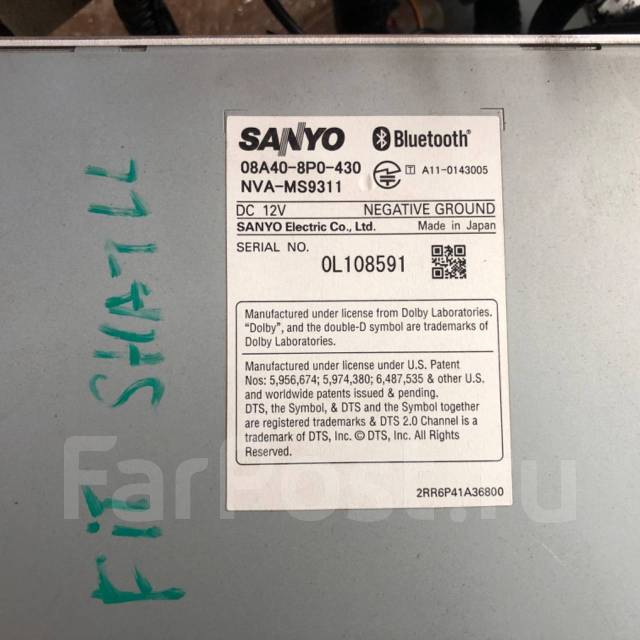 SANYO Bluetooth®
08A40-8P0-430
NVA-MS9311
T A11-0143005
DC 12V NEGATIVE GROUND
SANYO Electric Co., Ltd. Made in Japan
SERIAL NO.
0L108591
Manufactured under license from Dolby Laboratories.
“Dolby”, and the double-D symbol are trademarks of
Dolby Laboratories.
Manufactured under license under U.S. Patent
Nos: 5,956,674; 5,974,380; 6,487,535 & other U.S.
and worldwide patents issued & pending.
DTS, the Symbol, & DTS and the Symbol together
are registered trademarks & DTS 2.0 Channel is a
trademark of DTS, Inc. © DTS, Inc. All Rights
Reserved.
2RR6P41A36800
FIT SHATLL
FarPost.ru